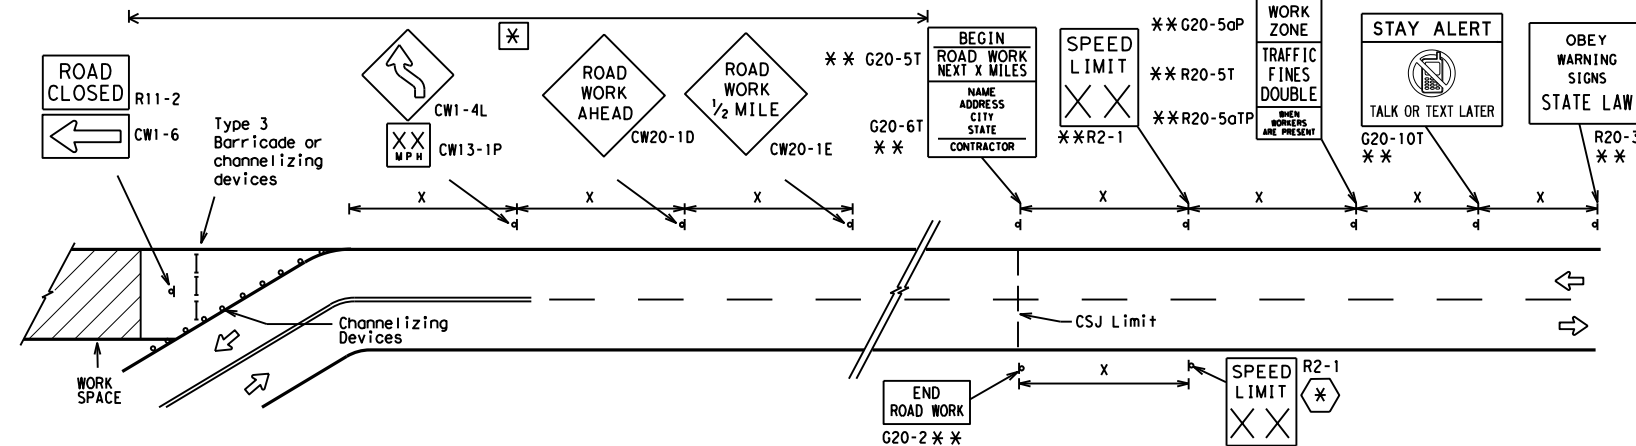 ROAD
CLOSED
R11-2
CW1-6
Type 3
Barricade or
channelizing
devices
*
CW1-4L
XX
MPH
CW13-1P
ROAD
WORK
AHEAD
CW20-1D
ROAD
WORK
1/2 MILE
CW20-1E
** G20-5T
G20-6T
**
BEGIN
ROAD WORK
NEXT X MILES
NAME
ADDRESS
CITY
STATE
CONTRACTOR
SPEED
LIMIT
XX
**R2-1
**G20-5aP
** R20-5T
**R20-5aTP
WORK
ZONE
TRAFFIC
FINES
DOUBLE
WHEN
WORKERS
ARE PRESENT
STAY ALERT
TALK OR TEXT LATER
G20-10T
**
OBEY
WARNING
SIGNS
STATE LAW
R20-3
**
X
X
X
X
X
X
X
Channelizing
Devices
CSJ Limit
WORK
SPACE
END
ROAD WORK
G20-2 **
X
SPEED
LIMIT
XX
R2-1
*